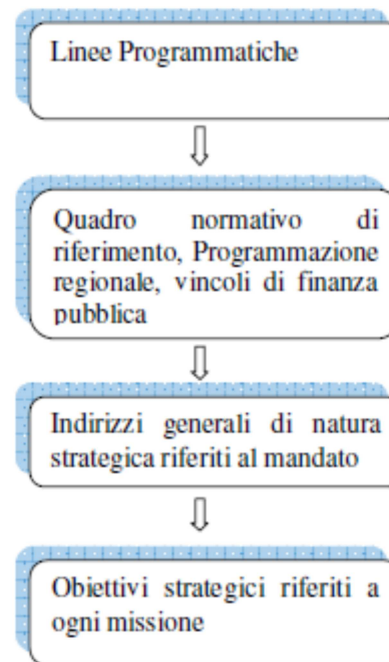 Linee Programmatiche
Quadro normativo di
riferimento, Programmazione
regionale, vincoli di finanza
pubblica
Indirizzi generali di natura
strategica riferiti al mandato
Obiettivi strategici riferiti a
ogni missione